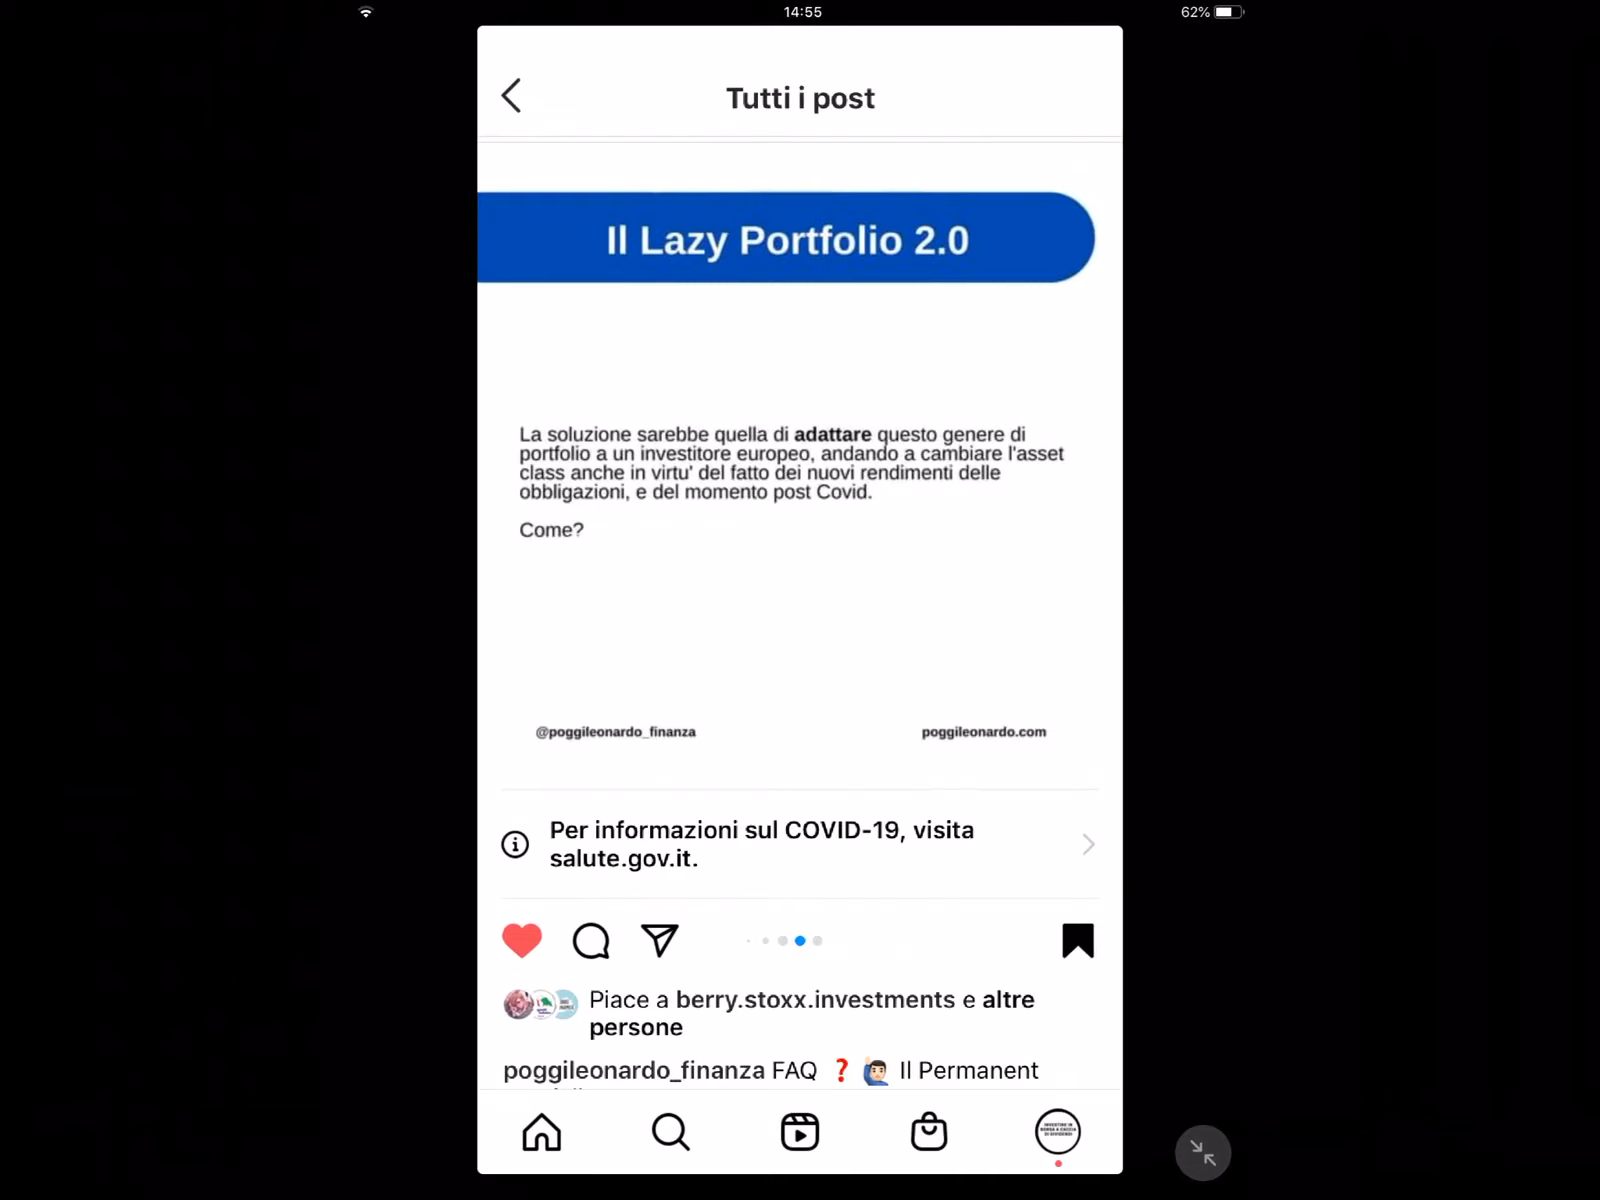 14:55
62%
Tutti i post
Il Lazy Portfolio 2.0
La soluzione sarebbe quella di adattare questo genere di
portfolio a un investitore europeo, andando a cambiare l'asset
class anche in virtu' del fatto dei nuovi rendimenti delle
obbligazioni, e del momento post Covid.
Come?
@poggileonardo_finanza
poggileonardo.com
Per informazioni sul COVID-19, visita
salute.gov.it.
Piace a berry.stoxx.investments e altre
persone
poggileonardo_finanza FAQ ❓ 🙋🏻‍♂️ Il Permanent